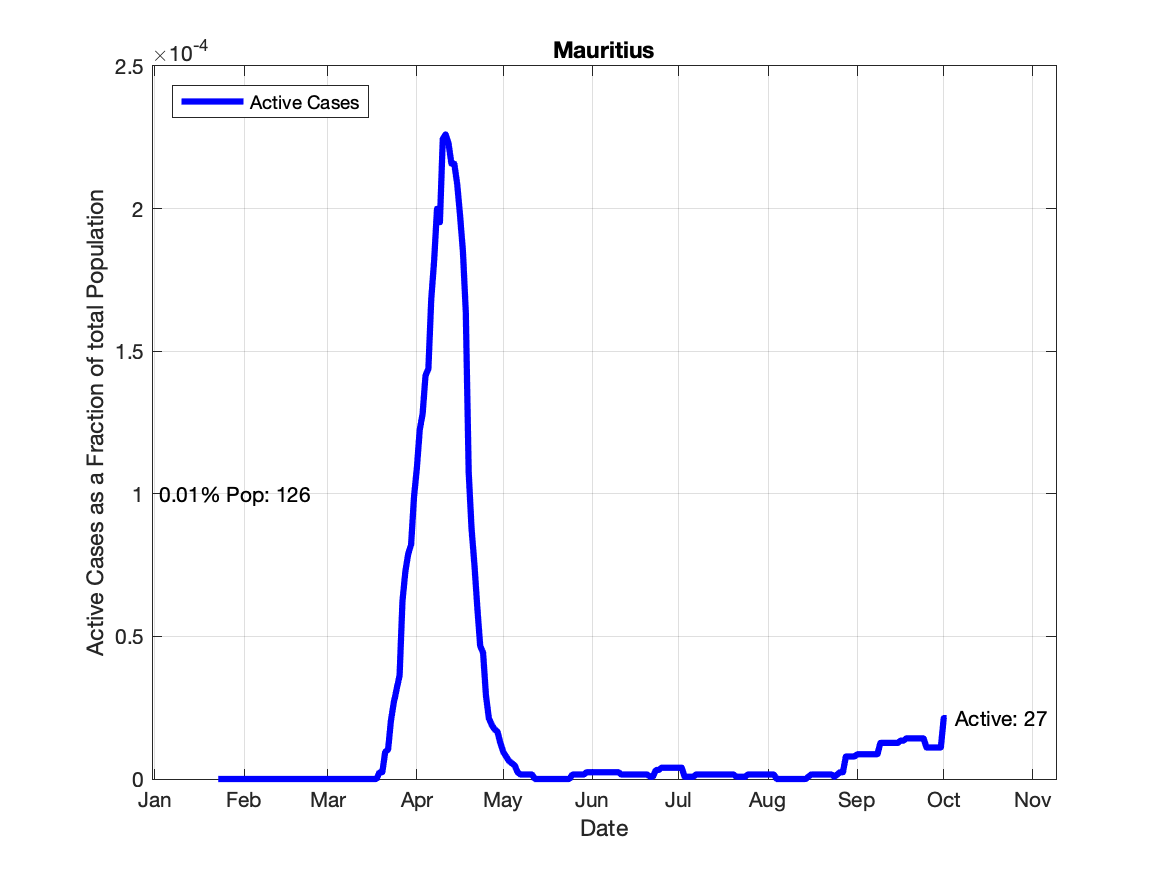 Mauritius
×10-4
2.5
2
1.5
1
0.5
0
Active Cases
0.01% Pop: 126
Active: 27
Active Cases as a Fraction of total Population
Jan Feb Mar Apr May Jun Jul Aug Sep Oct Nov
Date